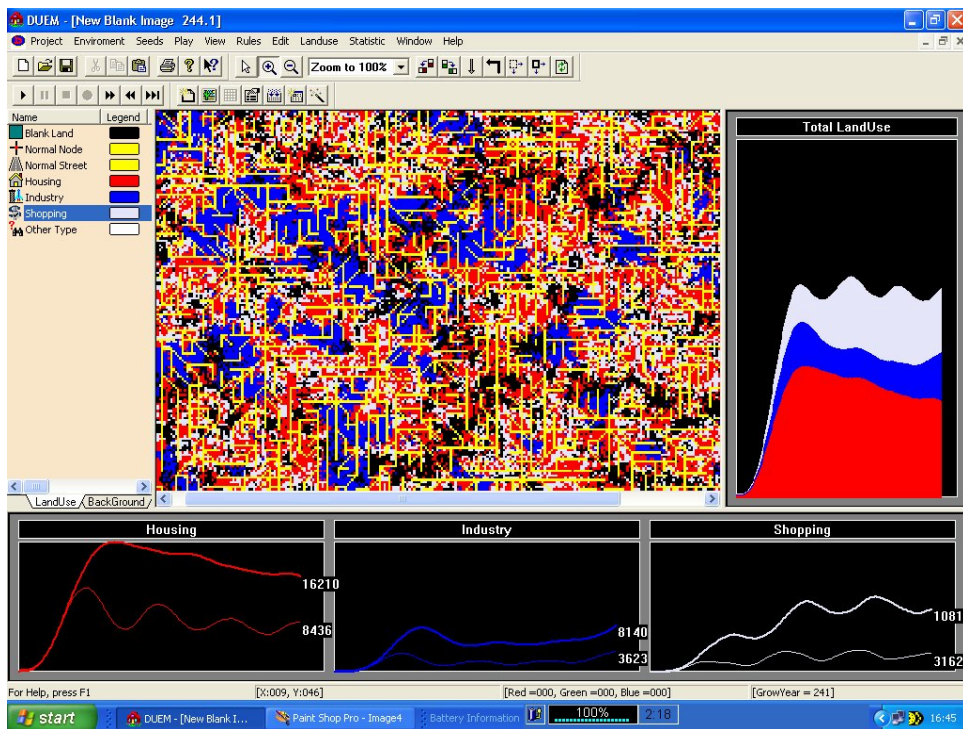 DUEM - [New Blank Image 244.1]
Project Enviroment Seeds Play View Rules Edit Landuse Statistic Window Help
Zoom to 100%
Name Legend
Blank Land
Normal Node
Normal Street
Housing
Industry
Shopping
Other Type
LandUse BackGround
Total LandUse
Housing
16210
8436
Industry
8140
3623
Shopping
1081
3162
For Help, press F1 [X:009, Y:046] [Red =000, Green =000, Blue =000] [GrowYear = 241]
start DUEM - [New Blank I... Paint Shop Pro - Image4 Battery Information 100% 2:18 16:45